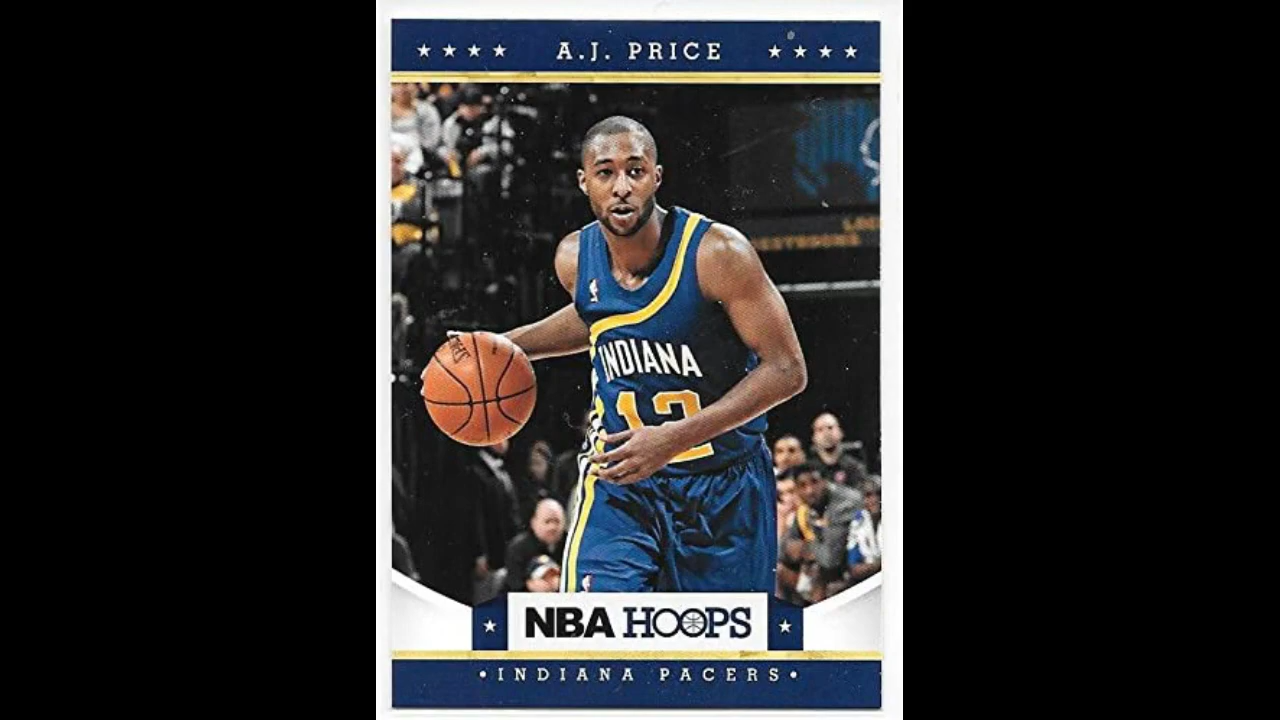 ★★★★ A.J. PRICE ★★★★
INDIANA
12
NBA HOOPS
•INDIANA PACERS•